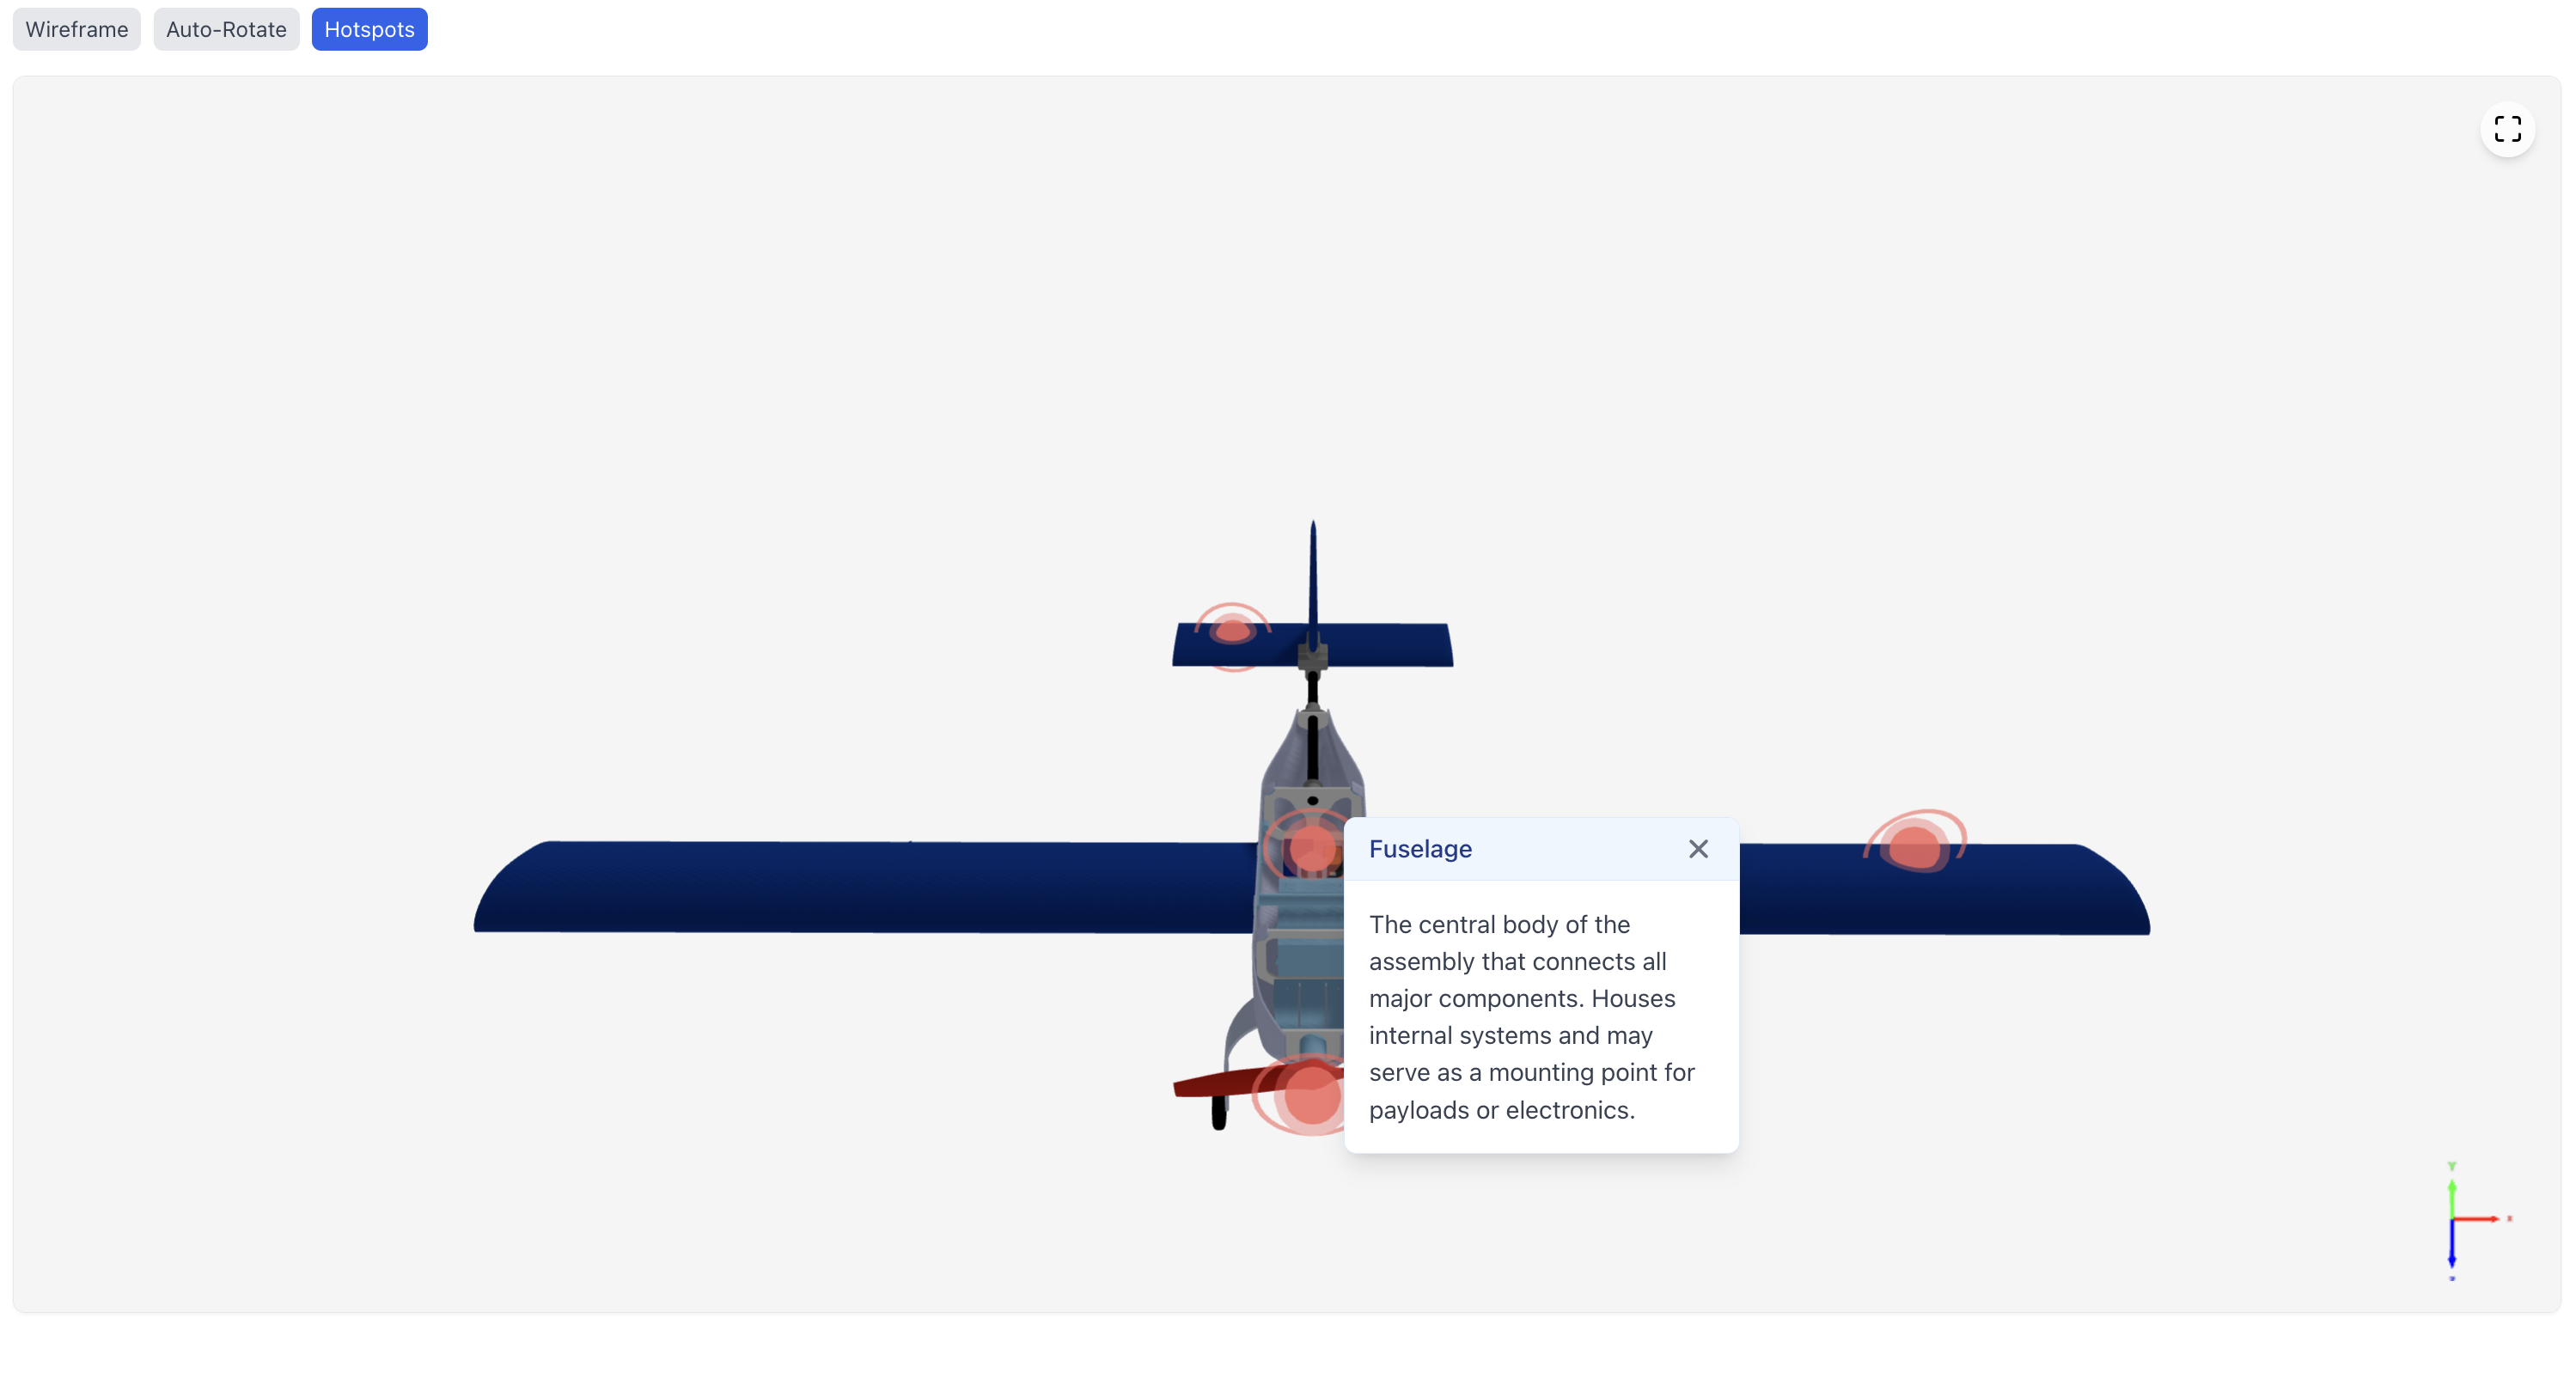 Wireframe
Auto-Rotate
Hotspots
Fuselage
The central body of the
assembly that connects all
major components. Houses
internal systems and may
serve as a mounting point for
payloads or electronics.
Y
X